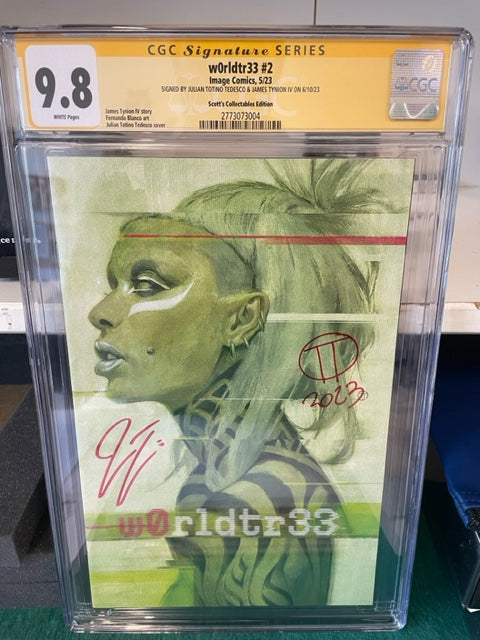 CGC Signature SERIES
9.8
WHITE Pages
w0rldtr33 #2
Image Comics, 5/23
SIGNED BY JULIAN TOTINO TEDESCO & JAMES TYNION IV ON 6/10/23
Scott's Collectables Edition
James Tynion IV story
Fernando Blanco art
Julian Totino Tedesco cover
2773073004
CGC
2023
w0rldtr33